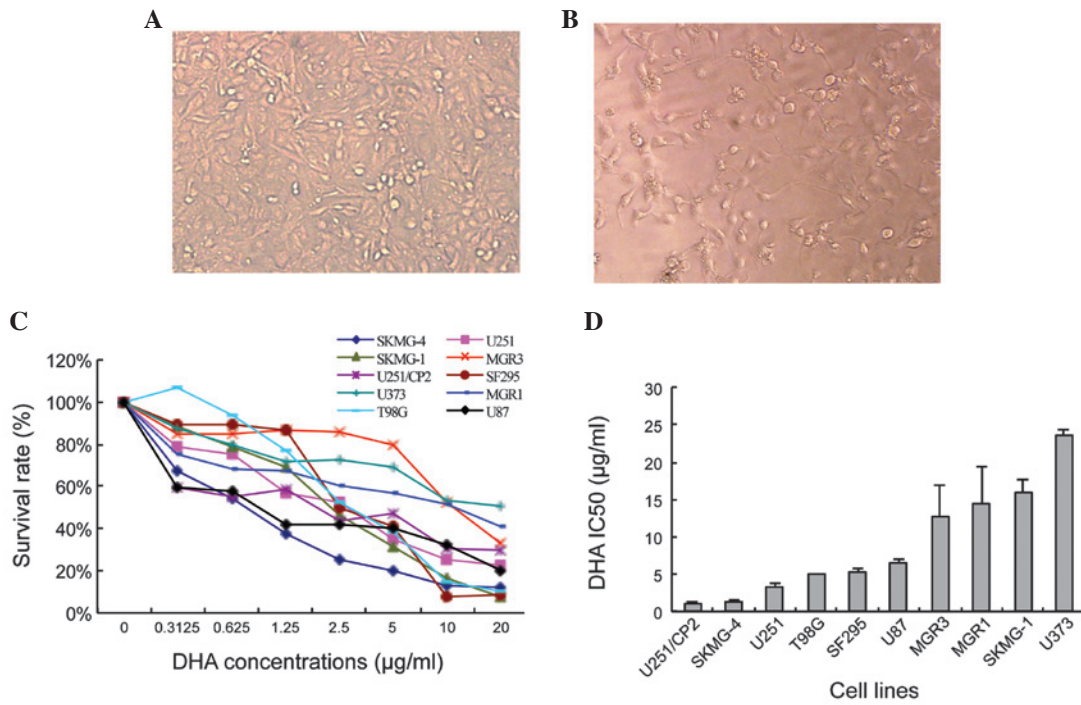 A
B
C
SKMG-4
U251
SKMG-1
MGR3
U251/CP2
SF295
U373
MGR1
T98G
U87
120%
100%
80%
60%
40%
20%
0%
Survival rate (%)
0 0.3125 0.625 1.25 2.5 5 10 20
DHA concentrations (µg/ml)
D
30
25
20
15
10
5
0
DHA IC50 (µg/ml)
U251/CP2 SKMG-4 U251 T98G SF295 U87 MGR3 MGR1 SKMG-1 U373
Cell lines